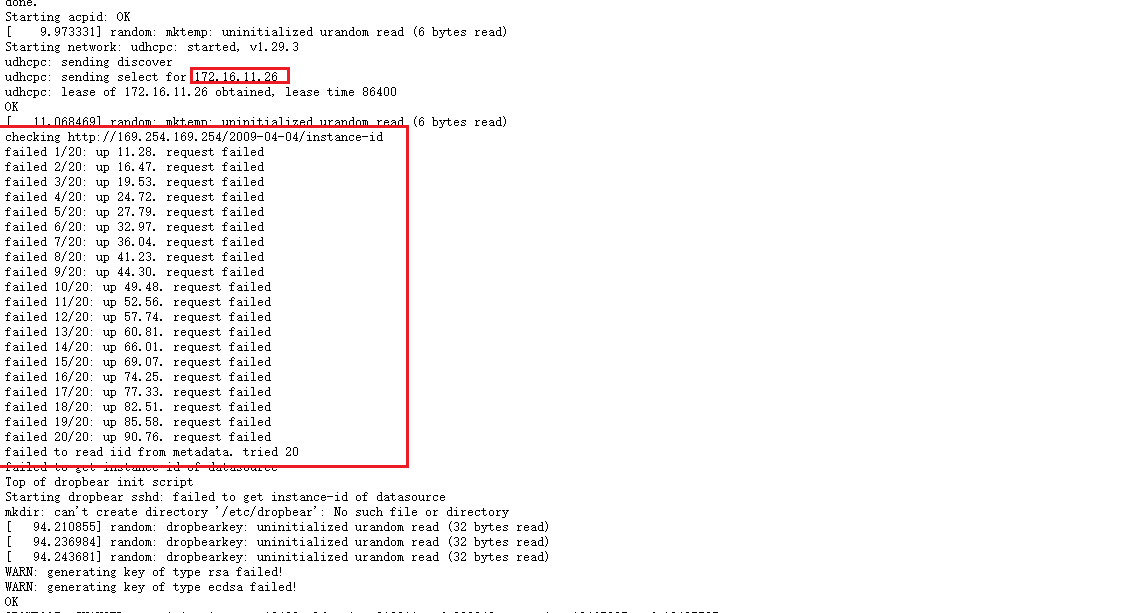 done.
Starting acpid: OK
[    9.973331] random: mktemp: uninitialized urandom read (6 bytes read)
Starting network: udhcpc: started, v1.29.3
udhcpc: sending discover
udhcpc: sending select for 172.16.11.26
udhcpc: lease of 172.16.11.26 obtained, lease time 86400
OK
[   11.068469] random: mktemp: uninitialized urandom read (6 bytes read)
checking http://169.254.169.254/2009-04-04/instance-id
failed 1/20: up 11.28. request failed
failed 2/20: up 16.47. request failed
failed 3/20: up 19.53. request failed
failed 4/20: up 24.72. request failed
failed 5/20: up 27.79. request failed
failed 6/20: up 32.97. request failed
failed 7/20: up 36.04. request failed
failed 8/20: up 41.23. request failed
failed 9/20: up 44.30. request failed
failed 10/20: up 49.48. request failed
failed 11/20: up 52.56. request failed
failed 12/20: up 57.74. request failed
failed 13/20: up 60.81. request failed
failed 14/20: up 66.01. request failed
failed 15/20: up 69.07. request failed
failed 16/20: up 74.25. request failed
failed 17/20: up 77.33. request failed
failed 18/20: up 82.51. request failed
failed 19/20: up 85.58. request failed
failed 20/20: up 90.76. request failed
failed to read iid from metadata. tried 20
failed to get instance-id of datasource
Top of dropbear init script
Starting dropbear sshd: failed to get instance-id of datasource
mkdir: can't create directory '/etc/dropbear': No such file or directory
[   94.210855] random: dropbearkey: uninitialized urandom read (32 bytes read)
[   94.236984] random: dropbearkey: uninitialized urandom read (32 bytes read)
[   94.243681] random: dropbearkey: uninitialized urandom read (32 bytes read)
WARN: generating key of type rsa failed!
WARN: generating key of type ecdsa failed!
OK